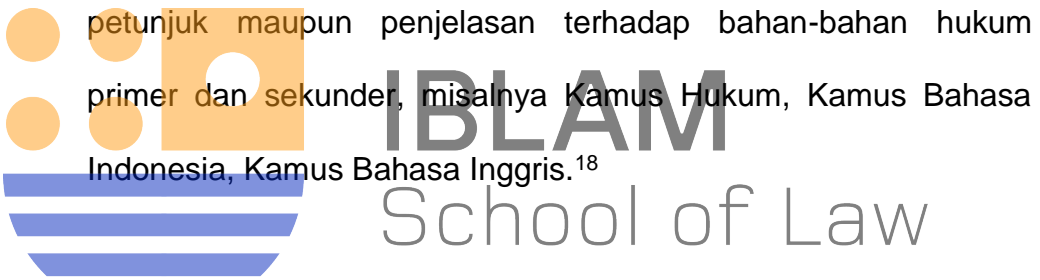 petunjuk maupun penjelasan terhadap bahan-bahan hukum
primer dan sekunder, misalnya Kamus Hukum, Kamus Bahasa
IBLAM
Indonesia, Kamus Bahasa Inggris.18
School of Law